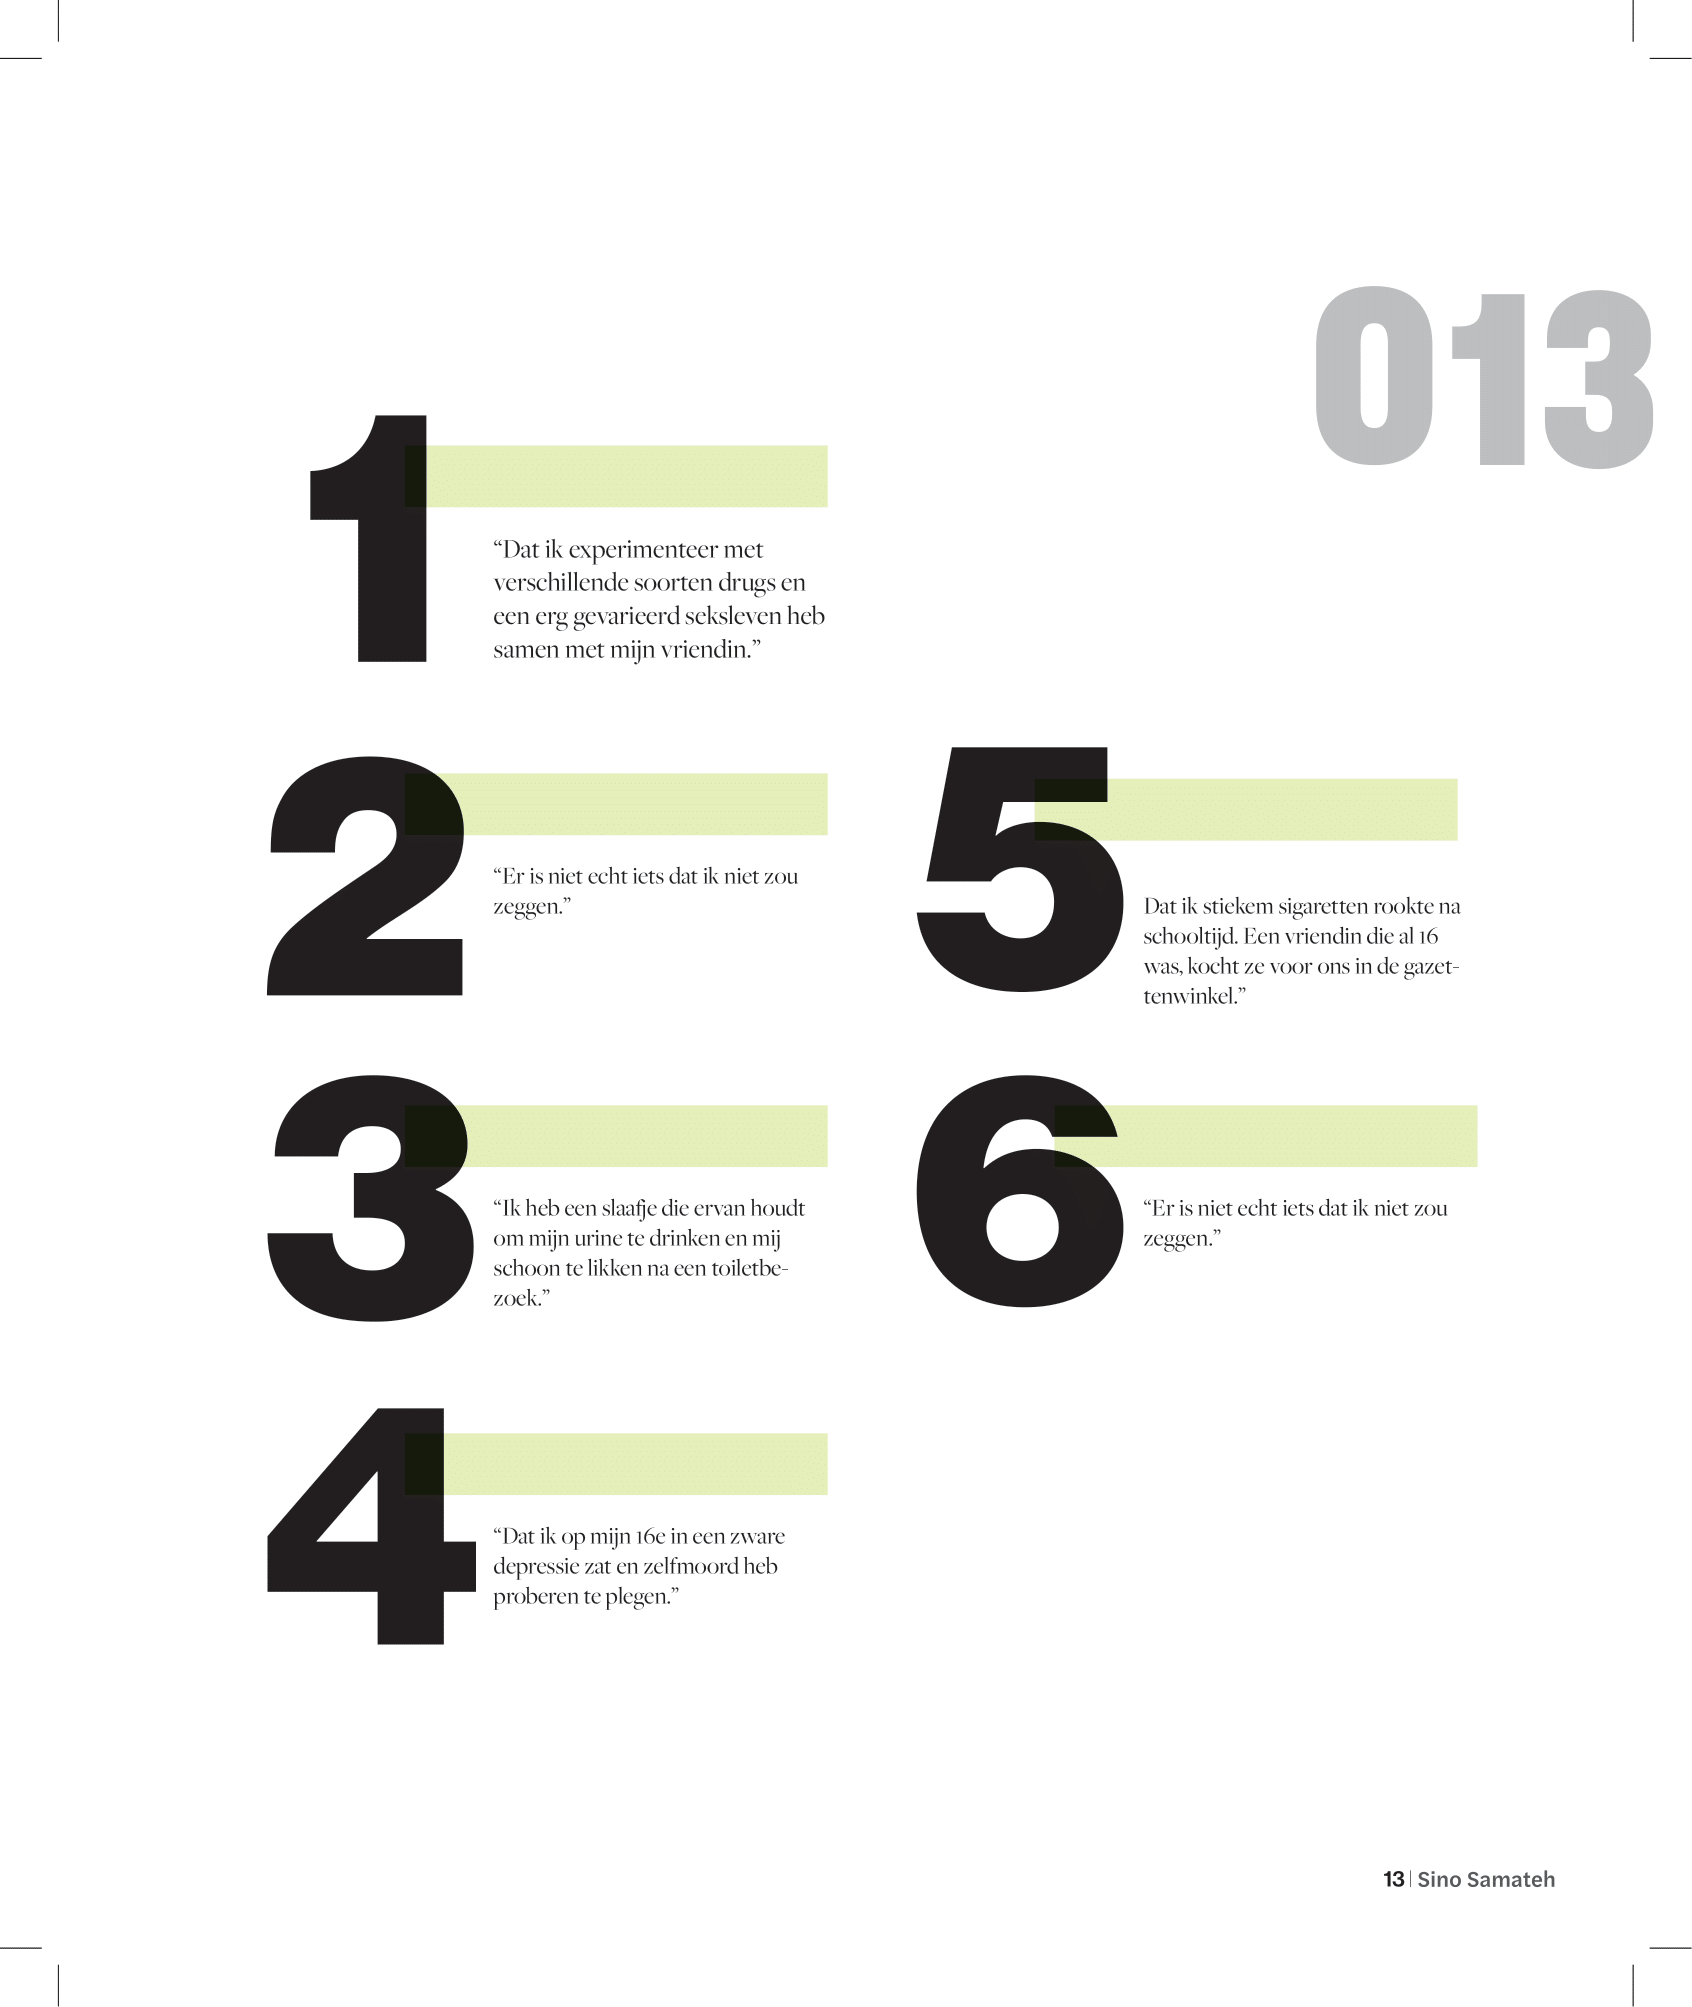 013
1
“Dat ik experimenteer met
verschillende soorten drugs en
een erg gevarieerd seksleven heb
samen met mijn vriendin.”
2
“Er is niet echt iets dat ik niet zou
zeggen.”
3
“Ik heb een slaafje die ervan houdt
om mijn urine te drinken en mij
schoon te likken na een toiletbe-
zoek.”
4
“Dat ik op mijn 16e in een zware
depressie zat en zelfmoord heb
proberen te plegen.”
5
Dat ik stiekem sigaretten rookte na
schooltijd. Een vriendin die al 16
was, kocht ze voor ons in de gazet-
tenwinkel.”
6
“Er is niet echt iets dat ik niet zou
zeggen.”
13 | Sino Samateh